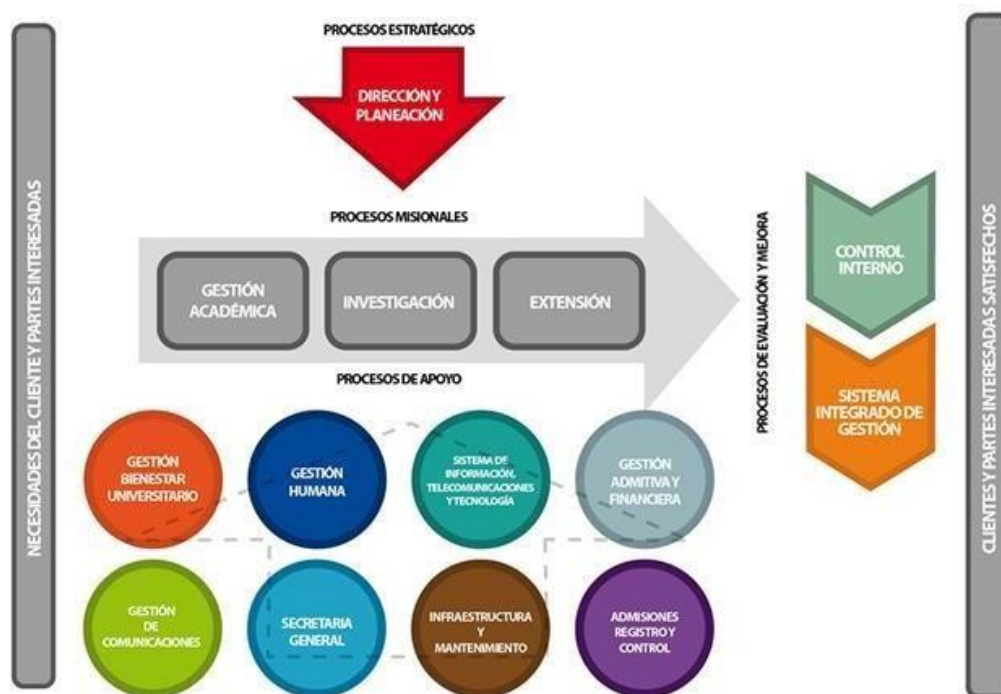 PROCESOS ESTRATÉGICOS
DIRECCIÓN Y
PLANEACIÓN
NECESIDADES DEL CLIENTE Y PARTES INTERESADAS
PROCESOS MISIONALES
GESTIÓN
ACADÉMICA
INVESTIGACIÓN
EXTENSIÓN
PROCESOS DE APOYO
GESTIÓN
BIENESTAR
UNIVERSITARIO
GESTIÓN
HUMANA
SISTEMA DE
INFORMACIÓN,
TELECOMUNICACIONES
Y TECNOLOGÍA
GESTIÓN
ADMITIVA Y
FINANCIERA
GESTIÓN
DE
COMUNICACIONES
SECRETARIA
GENERAL
INFRAESTRUCTURA
Y
MANTENIMIENTO
ADMISIONES
REGISTRO Y
CONTROL
PROCESOS DE EVALUACIÓN Y MEJORA
CONTROL
INTERNO
SISTEMA
INTEGRADO DE
GESTIÓN
CLIENTES Y PARTES INTERESADAS SATISFECHOS